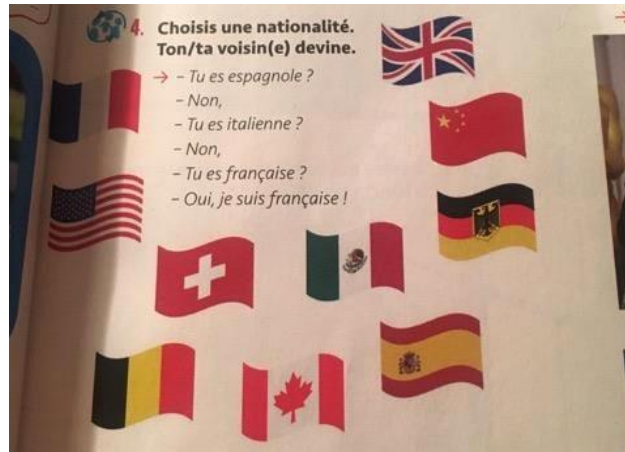 4. Choisis une nationalité.
Ton/ta voisin(e) devine.
→ – Tu es espagnole ?
– Non,
– Tu es italienne ?
– Non,
– Tu es française ?
– Oui, je suis française !